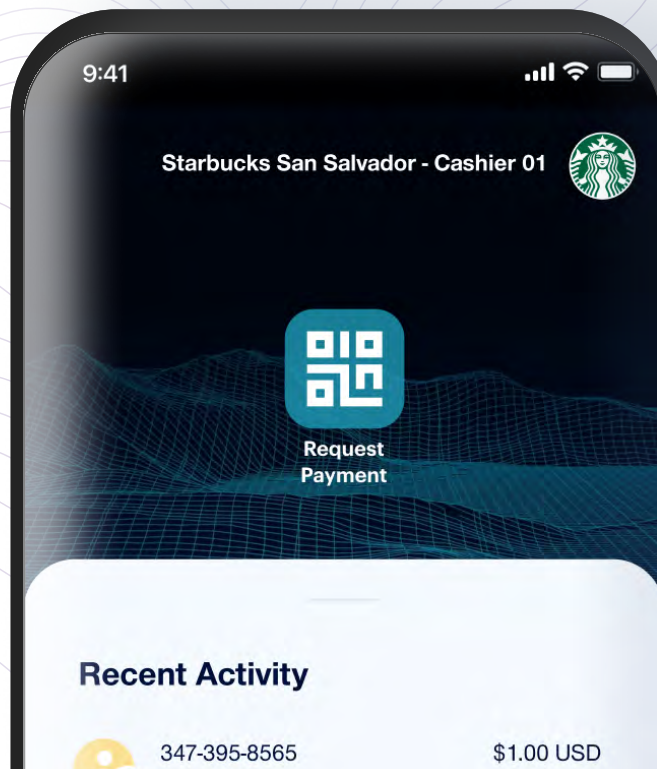 9:41
Starbucks San Salvador - Cashier 01
Request
Payment
Recent Activity
347-395-8565 $1.00 USD